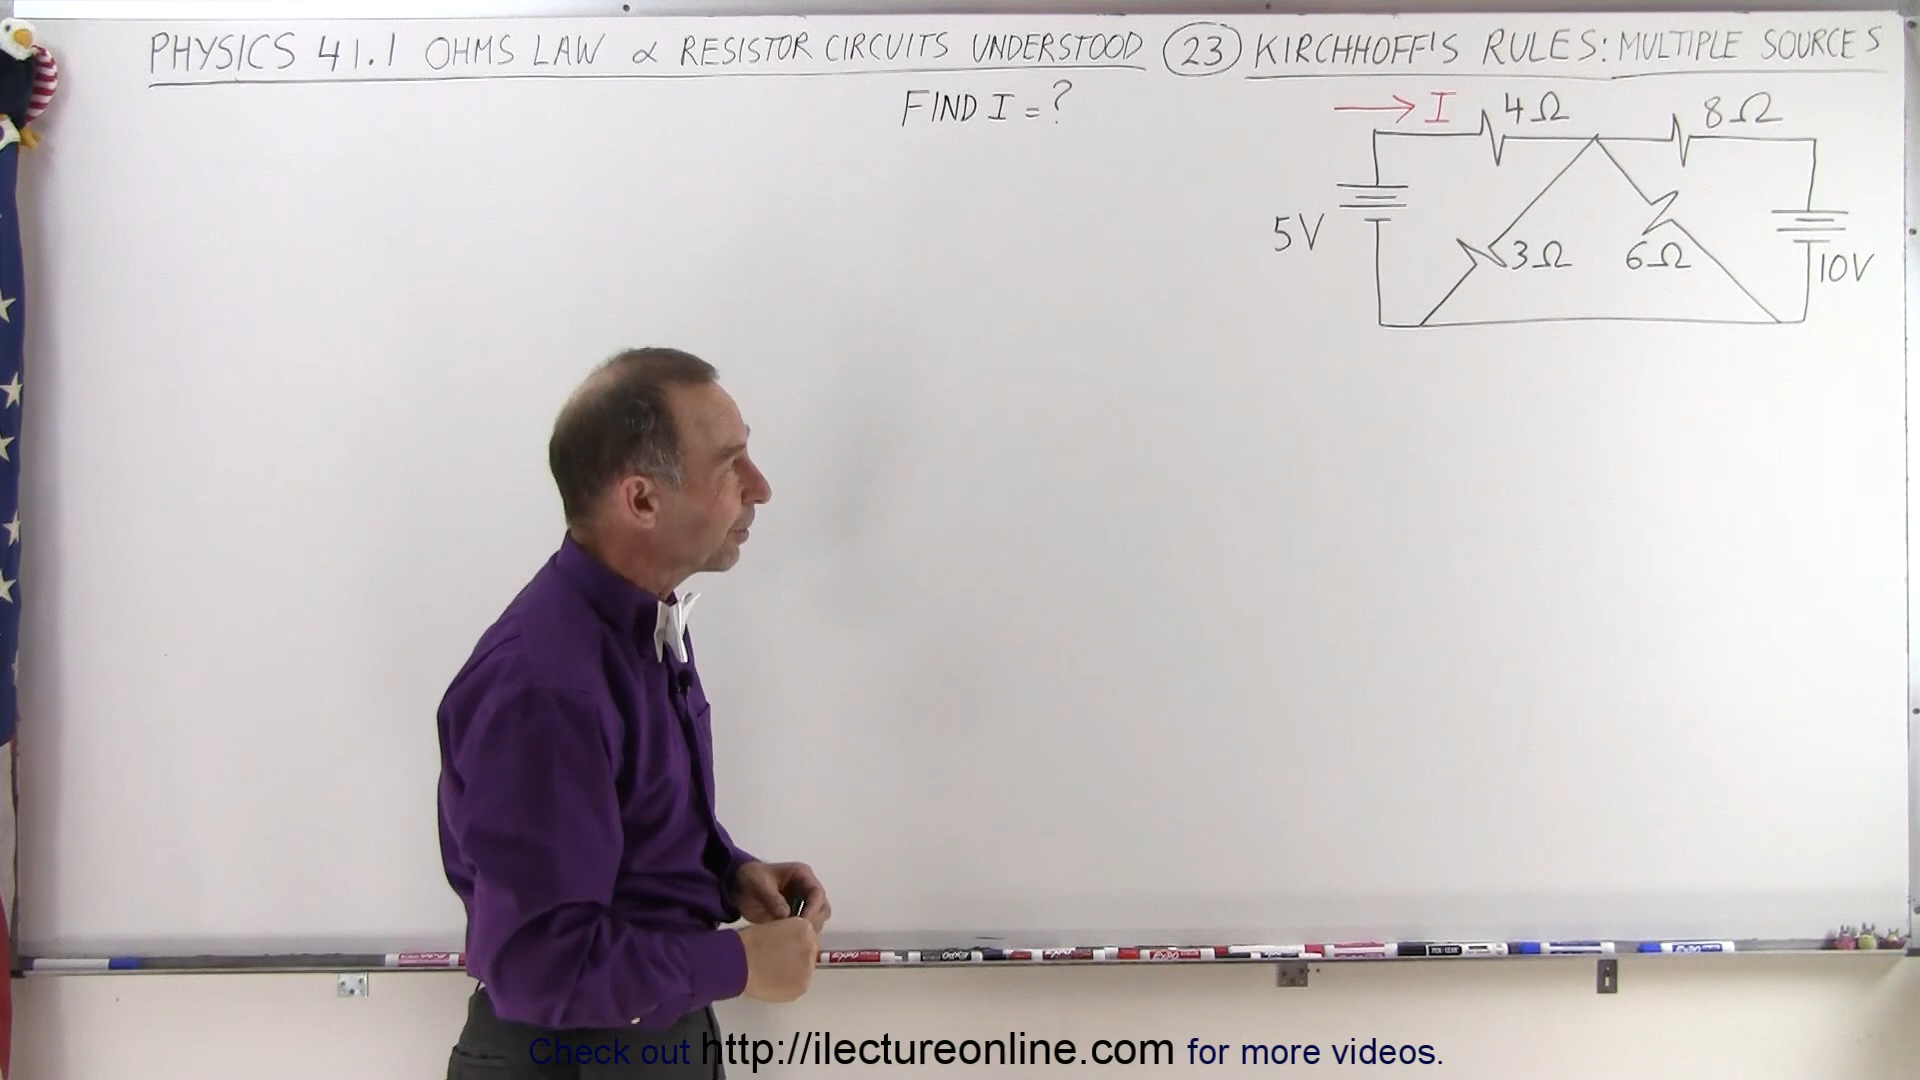 PHYSICS 41.1 OHMS LAW & RESISTOR CIRCUITS UNDERSTOOD (23) KIRCHHOFF'S RULES: MULTIPLE SOURCES
FIND I = ?
I 4Ω 8Ω
5V 3Ω 6Ω 10V
Check out http://ilectureonline.com for more videos.